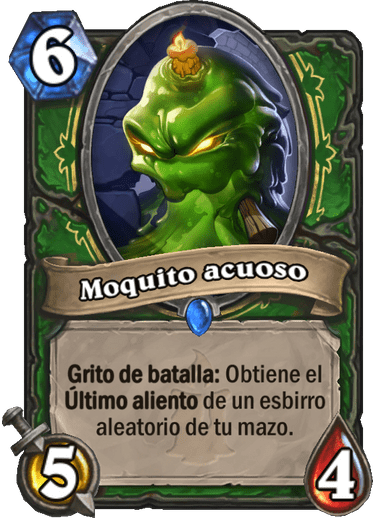 6
Moquito acuoso
Grito de batalla: Obtiene el
Último aliento de un esbirro
aleatorio de tu mazo.
5
4